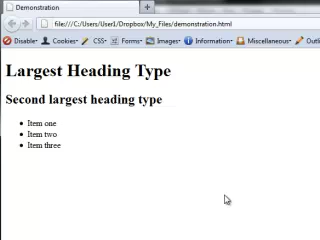 Demonstration
file:///C:/Users/User1/Dropbox/My_Files/demonstration.html
Disable Cookies CSS Forms Images Information Miscellaneous Outli
Largest Heading Type
Second largest heading type
Item one
Item two
Item three